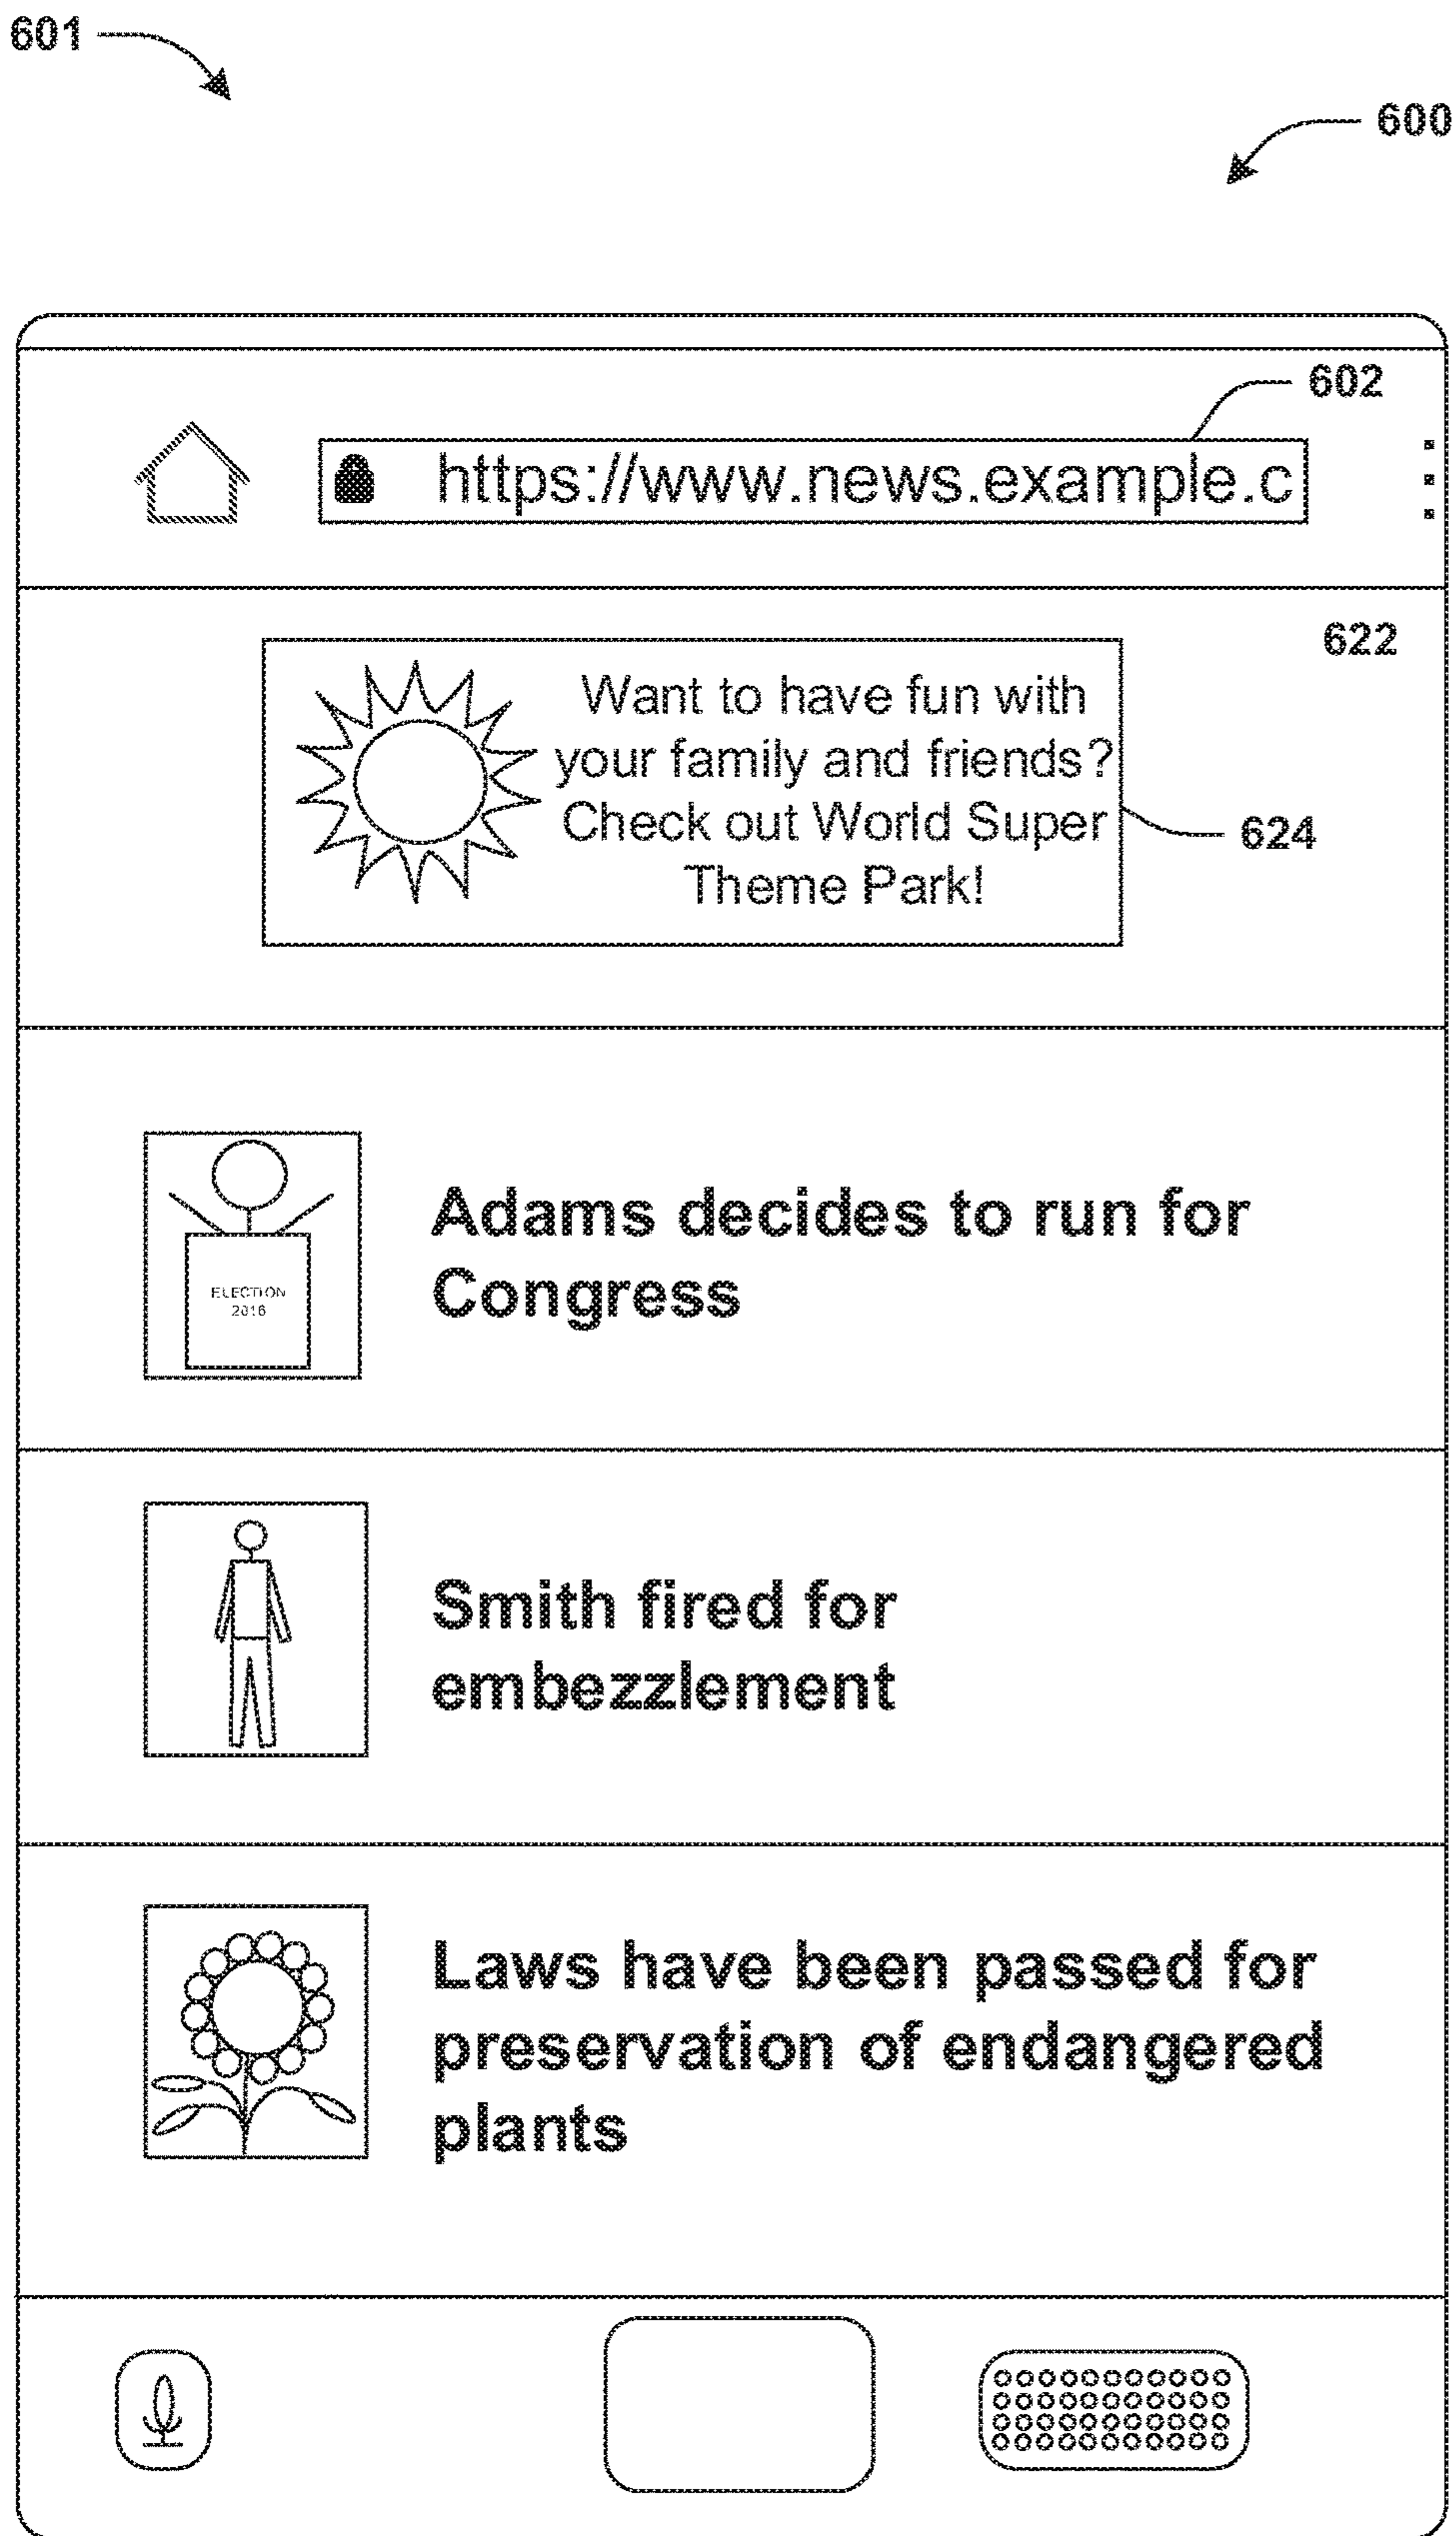 601
600
602
https://www.news.example.c
622
Want to have fun with
your family and friends?
Check out World Super
Theme Park!
624
Adams decides to run for
Congress
ELECTION
2016
Smith fired for
embezzlement
Laws have been passed for
preservation of endangered
plants